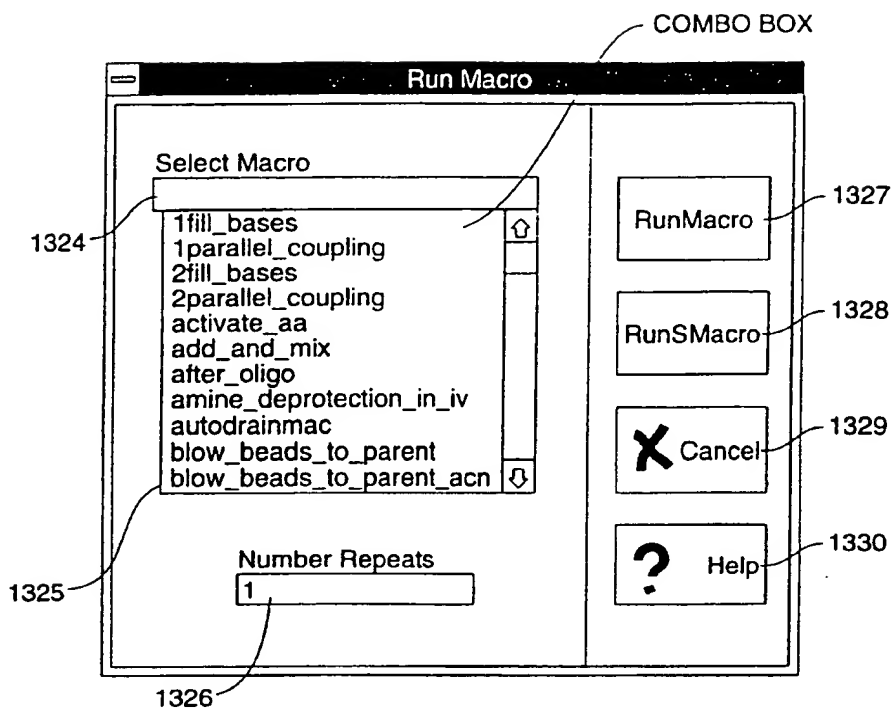 COMBO BOX
Run Macro
Select Macro
1324
1fill_bases
1parallel_coupling
2fill_bases
2parallel_coupling
activate_aa
add_and_mix
after_oligo
amine_deprotection_in_iv
autodrainmac
blow_beads_to_parent
blow_beads_to_parent_acn
1325
Number Repeats
1
1326
RunMacro
1327
RunSMacro
1328
Cancel
1329
? Help
1330